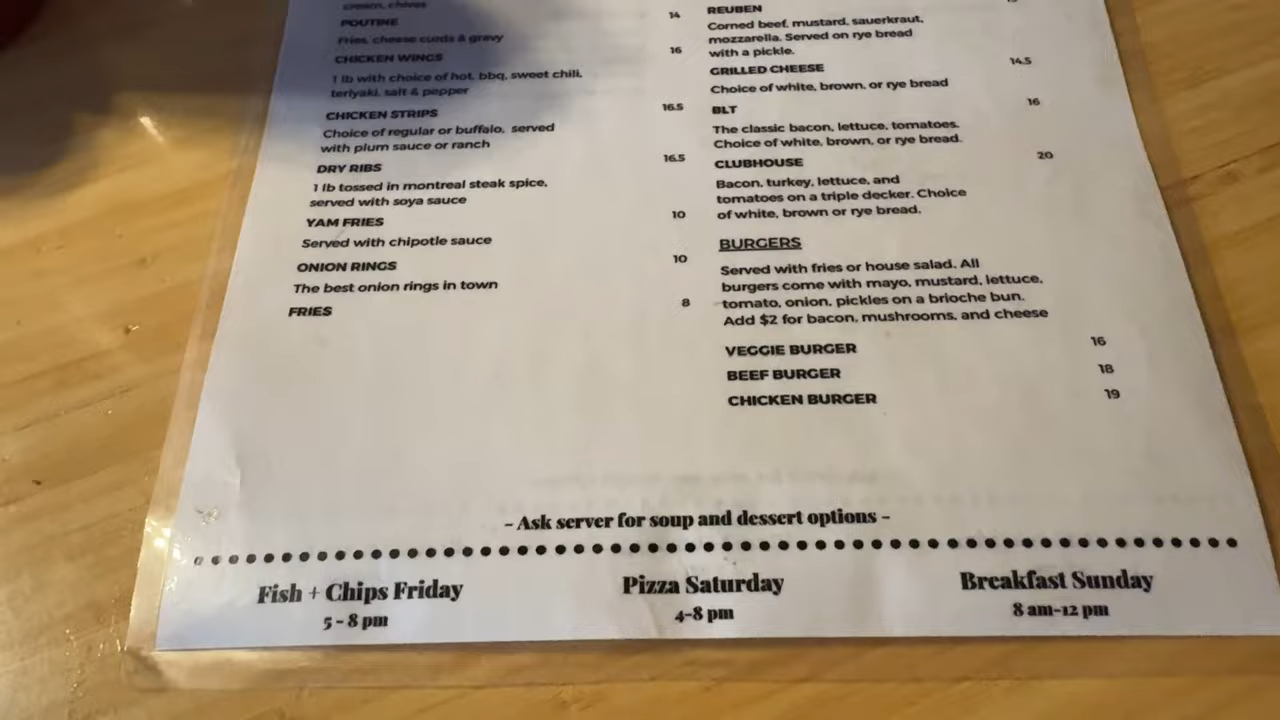 cream, chives
POUTINE 14
Fries, cheese curds & gravy
CHICKEN WINGS 16
1 lb with choice of hot, bbq, sweet chili,
teriyaki, salt & pepper
CHICKEN STRIPS 16.5
Choice of regular or buffalo, served
with plum sauce or ranch
DRY RIBS 16.5
1 lb tossed in montreal steak spice,
served with soya sauce
YAM FRIES 10
Served with chipotle sauce
ONION RINGS 10
The best onion rings in town
FRIES 8
REUBEN
Corned beef, mustard, sauerkraut,
mozzarella. Served on rye bread
with a pickle.
GRILLED CHEESE 14.5
Choice of white, brown, or rye bread
BLT 16
The classic bacon, lettuce, tomatoes.
Choice of white, brown, or rye bread.
CLUBHOUSE 20
Bacon, turkey, lettuce, and
tomatoes on a triple decker. Choice
of white, brown or rye bread.
BURGERS
Served with fries or house salad. All
burgers come with mayo, mustard, lettuce,
tomato, onion, pickles on a brioche bun.
Add $2 for bacon, mushrooms, and cheese
VEGGIE BURGER 16
BEEF BURGER 18
CHICKEN BURGER 19
- Ask server for soup and dessert options -
Fish + Chips Friday
5 - 8 pm
Pizza Saturday
4-8 pm
Breakfast Sunday
8 am-12 pm